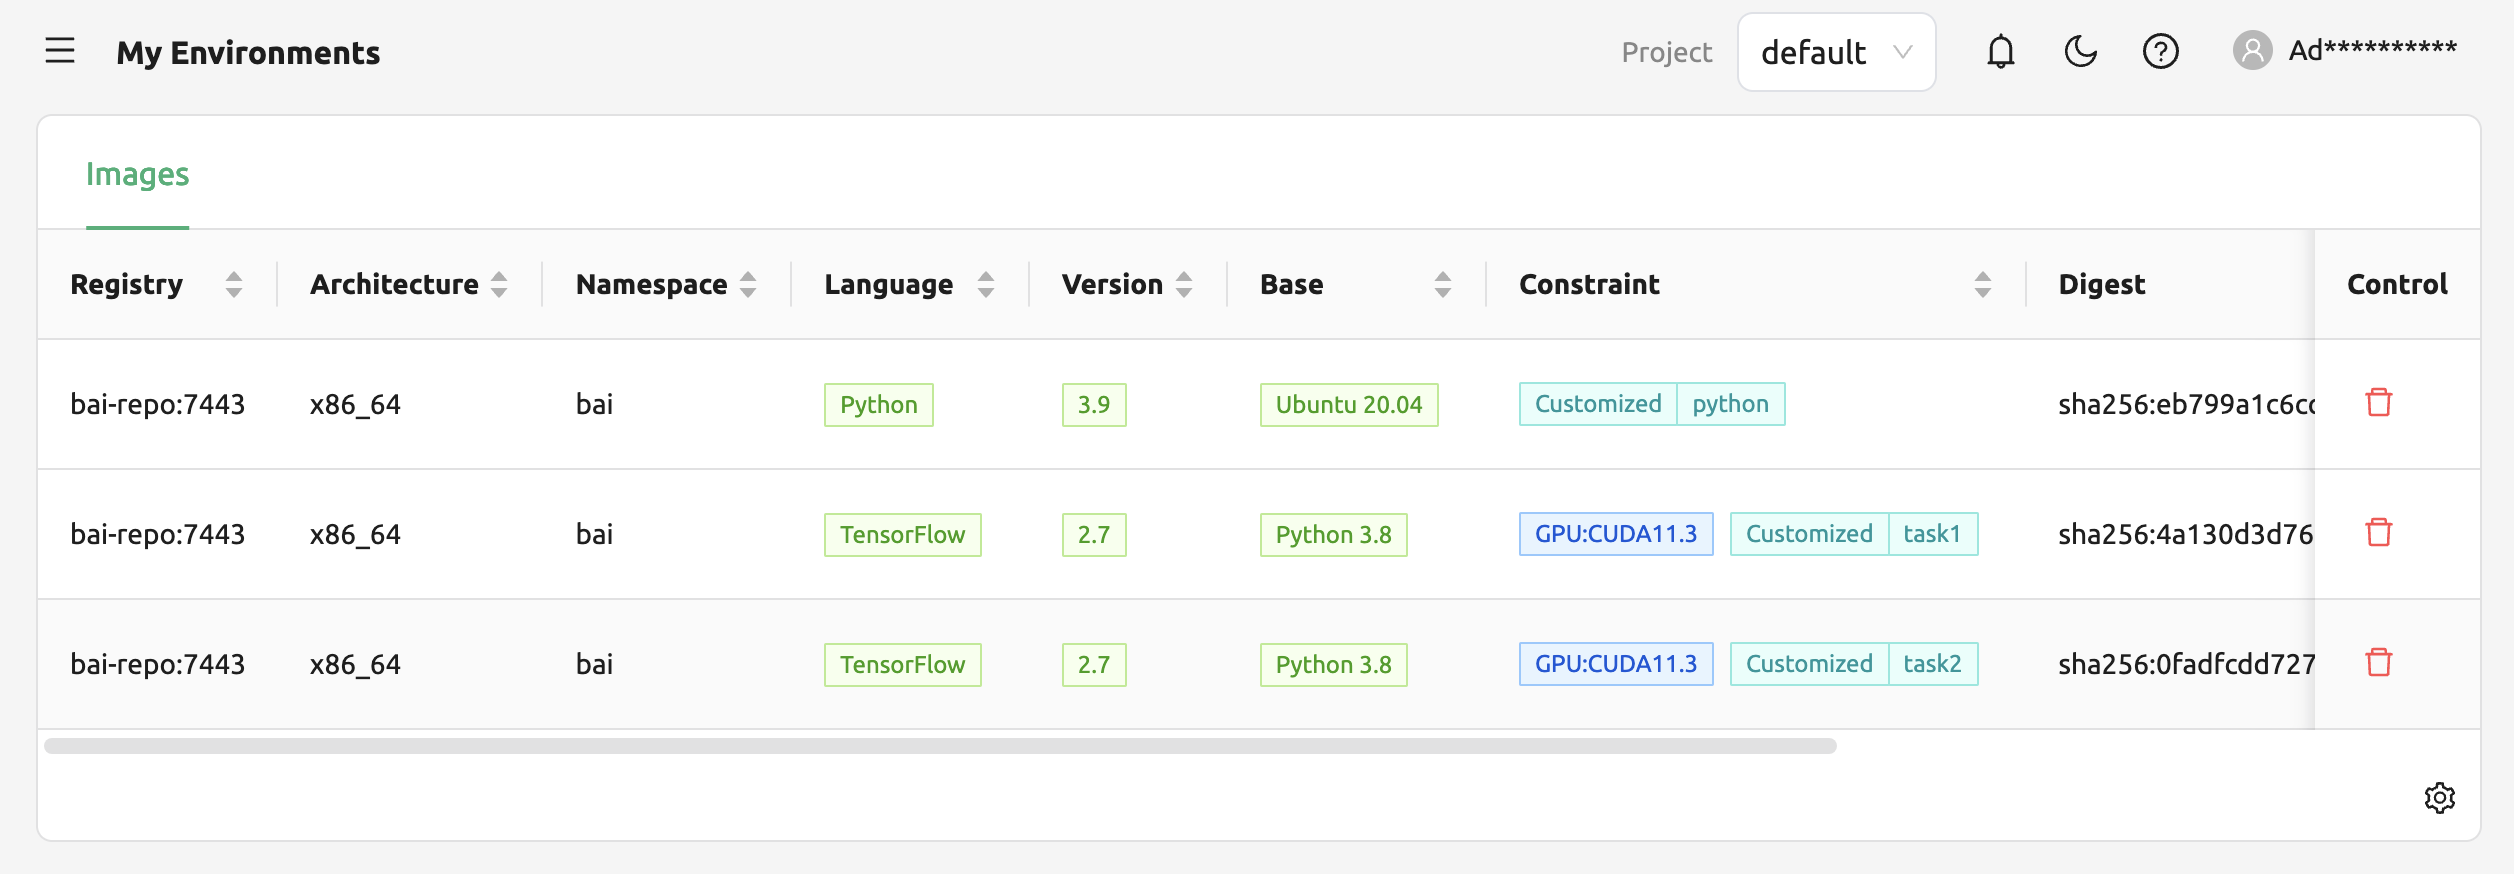 My Environments Project default Ad**********
Images
Registry Architecture Namespace Language Version Base Constraint Digest Control
bai-repo:7443 x86_64 bai Python 3.9 Ubuntu 20.04 Customized python sha256:eb799a1c6cc
bai-repo:7443 x86_64 bai TensorFlow 2.7 Python 3.8 GPU:CUDA11.3 Customized task1 sha256:4a130d3d76
bai-repo:7443 x86_64 bai TensorFlow 2.7 Python 3.8 GPU:CUDA11.3 Customized task2 sha256:0fadfcdd727